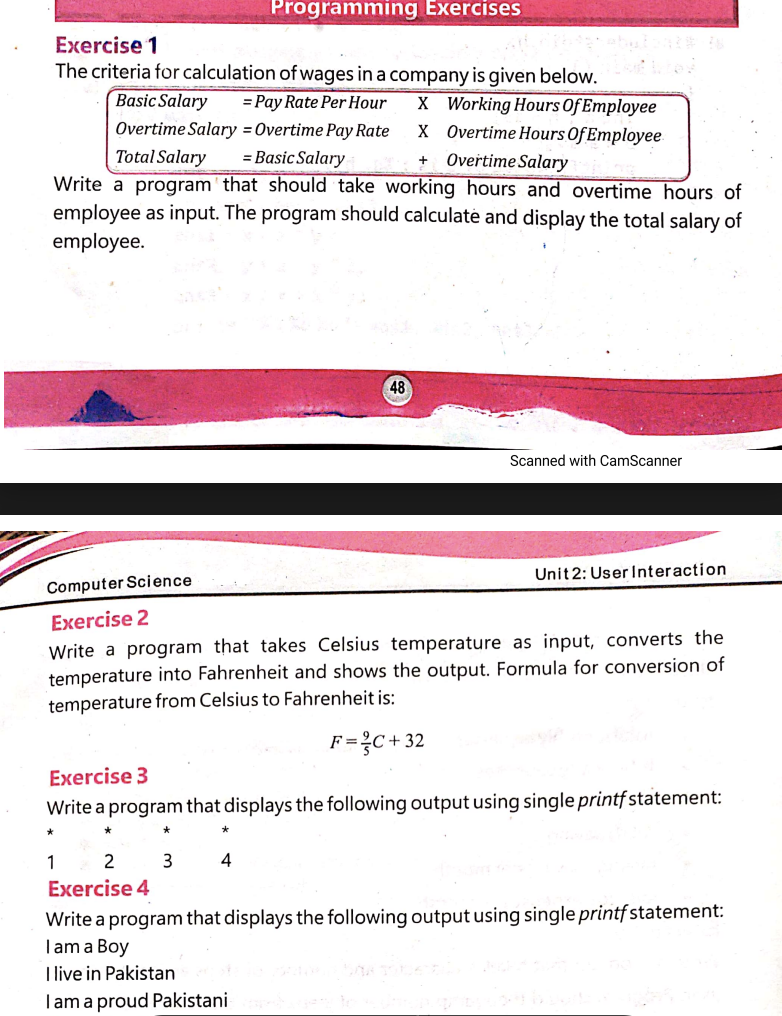 Programming Exercises
Exercise 1
The criteria for calculation of wages in a company is given below.
Basic Salary = Pay Rate Per Hour X Working Hours Of Employee
Overtime Salary = Overtime Pay Rate X Overtime Hours Of Employee
Total Salary = Basic Salary + Overtime Salary
Write a program that should take working hours and overtime hours of
employee as input. The program should calculate and display the total salary of
employee.
48
Scanned with CamScanner
Computer Science
Unit 2: User Interaction
Exercise 2
Write a program that takes Celsius temperature as input, converts the
temperature into Fahrenheit and shows the output. Formula for conversion of
temperature from Celsius to Fahrenheit is:
F = 9/5 C + 32
Exercise 3
Write a program that displays the following output using single printf statement:
* * * *
1 2 3 4
Exercise 4
Write a program that displays the following output using single printf statement:
I am a Boy
I live in Pakistan
I am a proud Pakistani